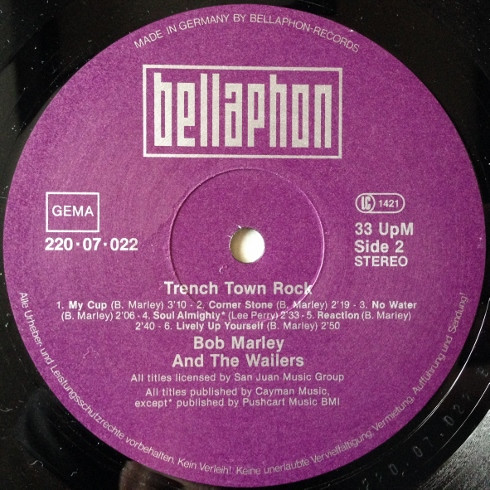 MADE IN GERMANY BY BELLAPHON-RECORDS
bellaphon
GEMA
220·07·022
LC 1421
33 UpM
Side 2
STEREO
Trench Town Rock
1. My Cup (B. Marley) 3'10 - 2. Corner Stone (B. Marley) 2'19 - 3. No Water
(B. Marley) 2'06 - 4. Soul Almighty* (Lee Perry) 2'33 - 5. Reaction (B. Marley)
2'40 - 6. Lively Up Yourself (B. Marley) 2'50
Bob Marley
And The Wailers
All titles licensed by San Juan Music Group
All titles published by Cayman Music,
except* published by Pushcart Music BMI
Alle Urheber- und Leistungsschutzrechte vorbehalten. Kein Verleih! Keine unerlaubte Vervielfältigung, Vermietung, Aufführung und Sendung!
220.07.022